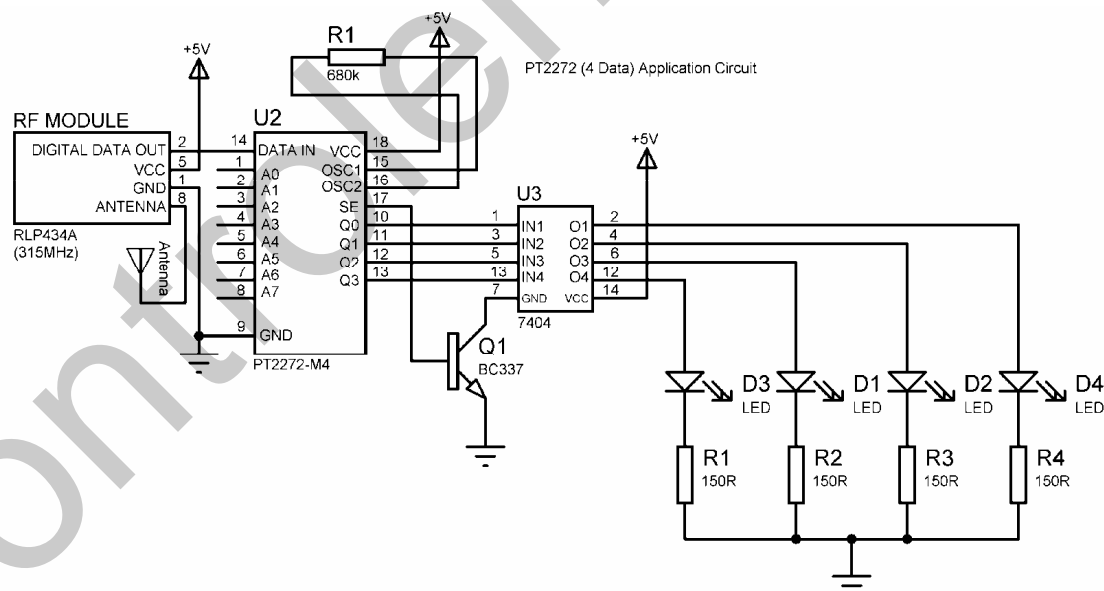 +5V
R1
680k
+5V
PT2272 (4 Data) Application Circuit
RF MODULE
DIGITAL DATA OUT 2
VCC 5
GND 1
ANTENNA 8
RLP434A
(315MHz)
Antenna
U2
14 DATA IN VCC 18
1 A0 OSC1 15
2 A1 OSC2 16
3 A2 SE 17
4 A3 Q0 10
5 A4 Q1 11
6 A5 Q2 12
7 A6 Q3 13
8 A7
9 GND
PT2272-M4
+5V
U3
1 IN1 O1 2
3 IN2 O2 4
5 IN3 O3 6
13 IN4 O4 12
7 GND VCC 14
7404
Q1
BC337
D3
LED
D1
LED
D2
LED
D4
LED
R1
150R
R2
150R
R3
150R
R4
150R